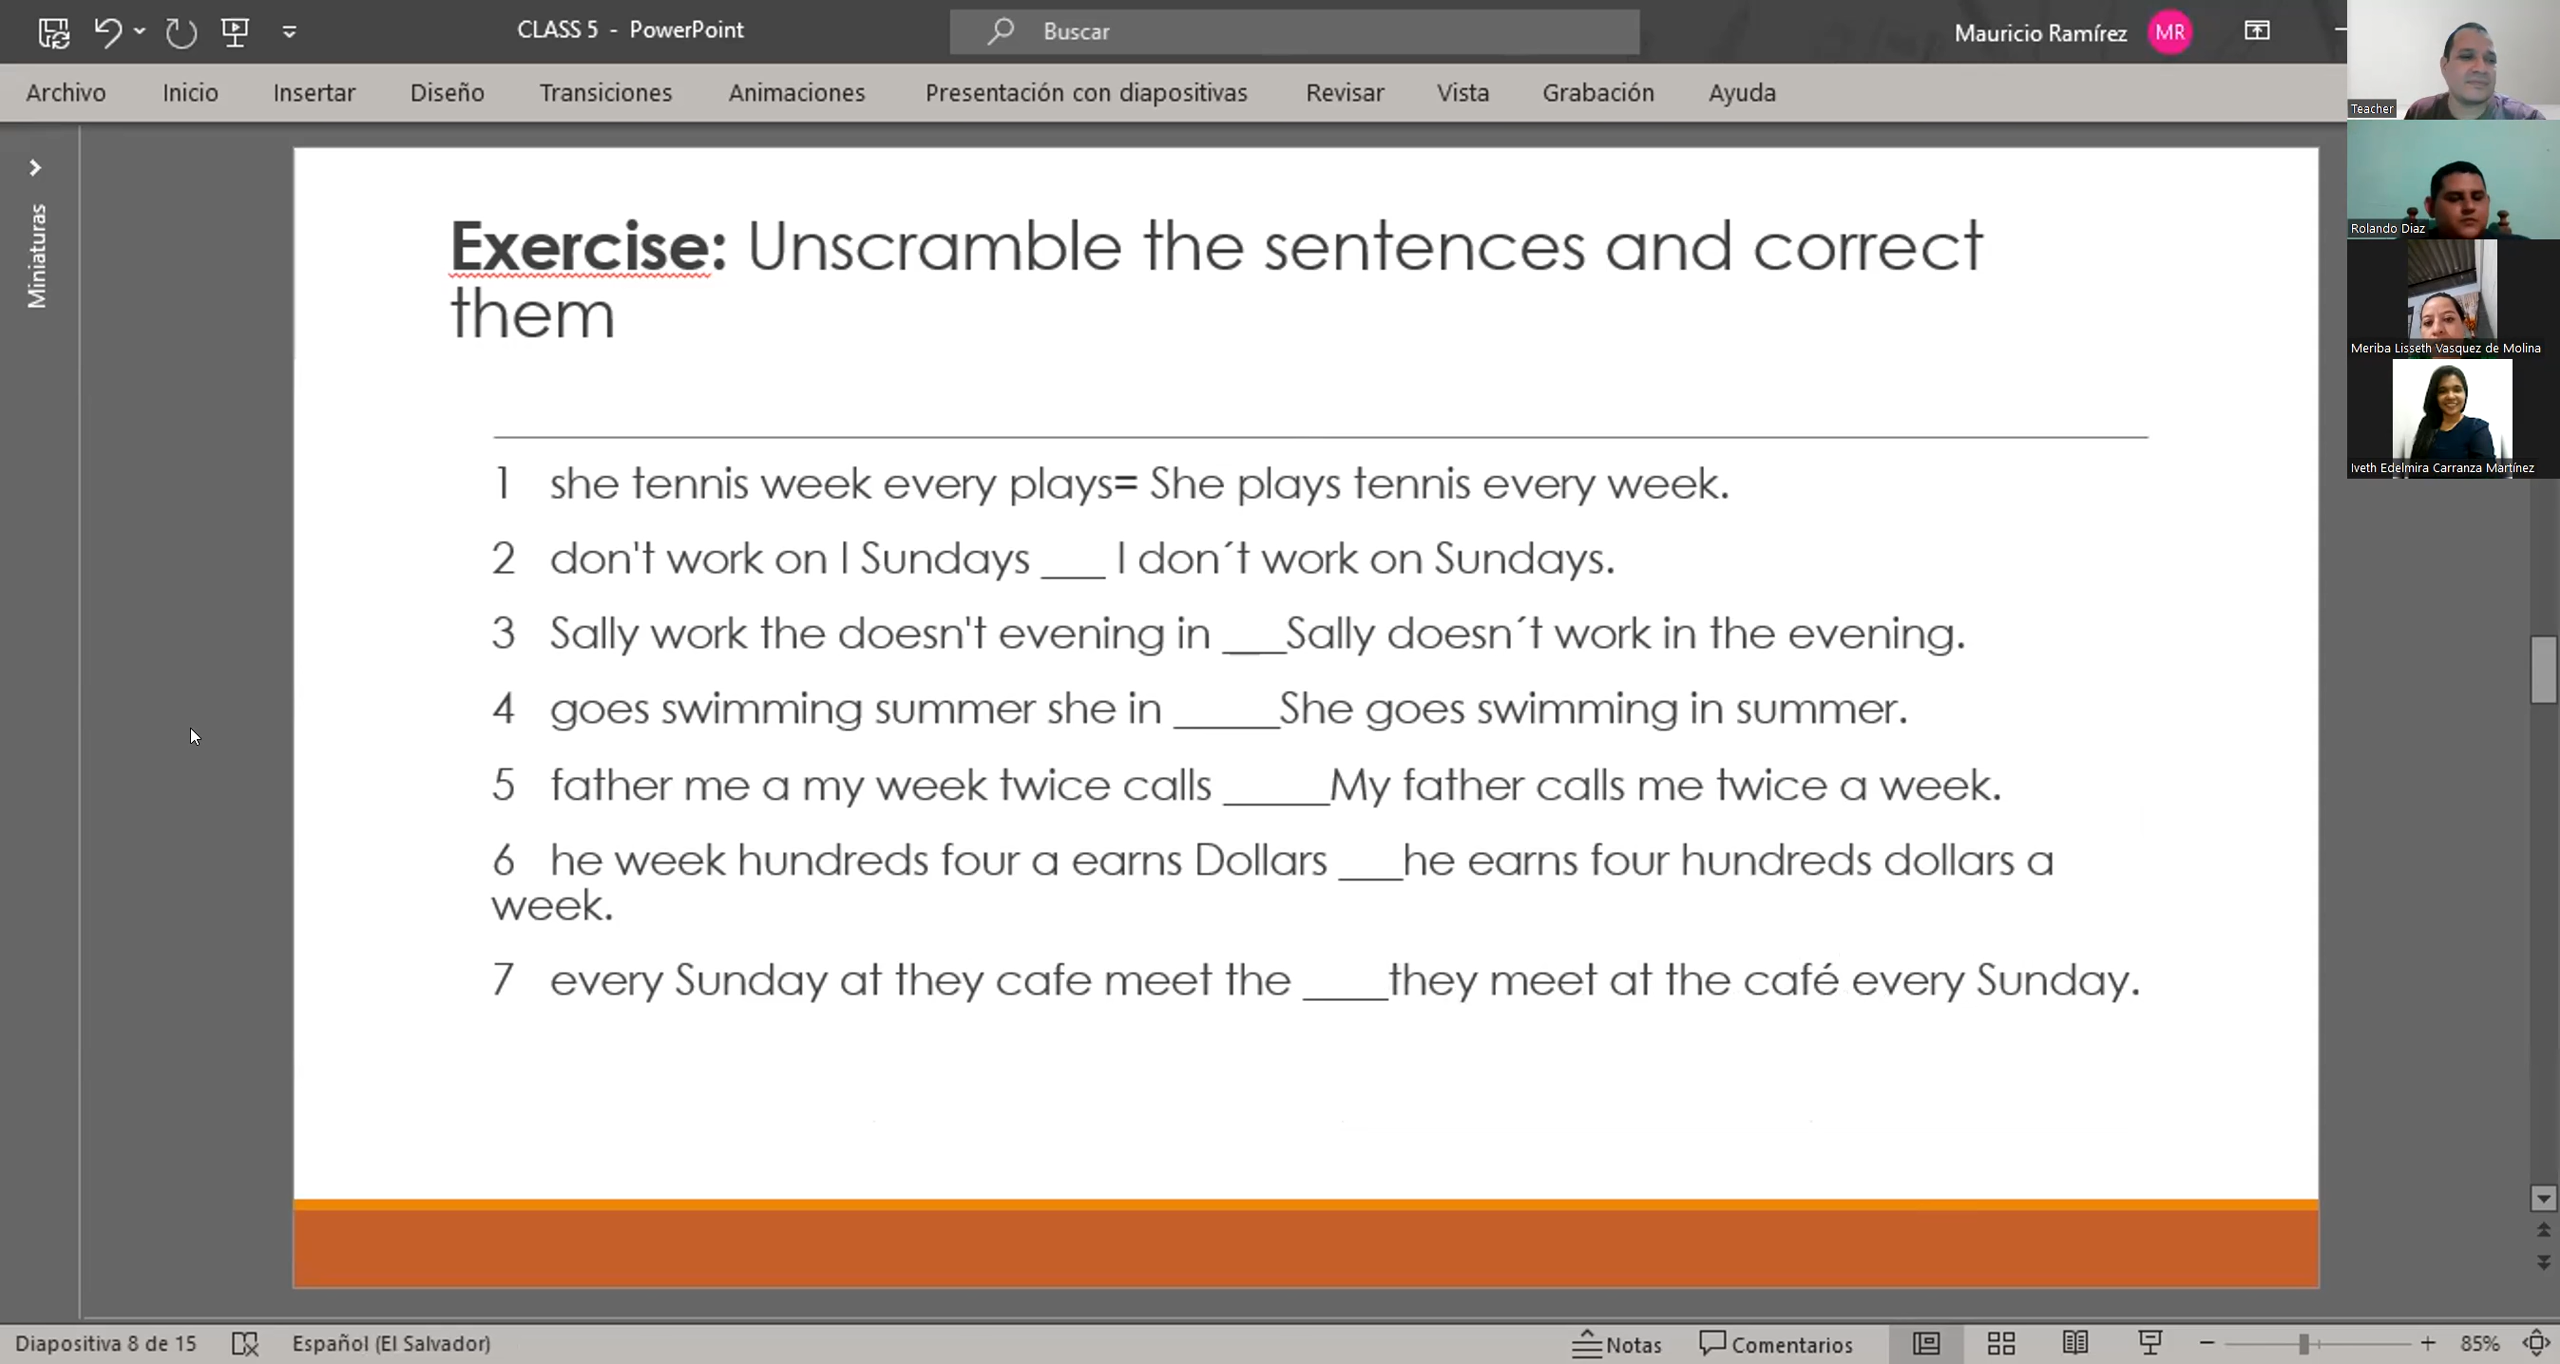 CLASS 5 - PowerPoint
Buscar
Mauricio Ramírez
MR
Archivo Inicio Insertar Diseño Transiciones Animaciones Presentación con diapositivas Revisar Vista Grabación Ayuda
Teacher
Rolando Diaz
Meriba Lisseth Vasquez de Molina
Iveth Edelmira Carranza Martínez
Miniaturas
Exercise: Unscramble the sentences and correct
them
1 she tennis week every plays= She plays tennis every week.
2 don't work on I Sundays ___ I don´t work on Sundays.
3 Sally work the doesn't evening in ___Sally doesn´t work in the evening.
4 goes swimming summer she in _____She goes swimming in summer.
5 father me a my week twice calls _____My father calls me twice a week.
6 he week hundreds four a earns Dollars ___he earns four hundreds dollars a
week.
7 every Sunday at they cafe meet the ____they meet at the café every Sunday.
Diapositiva 8 de 15 Español (El Salvador) Notas Comentarios 85%